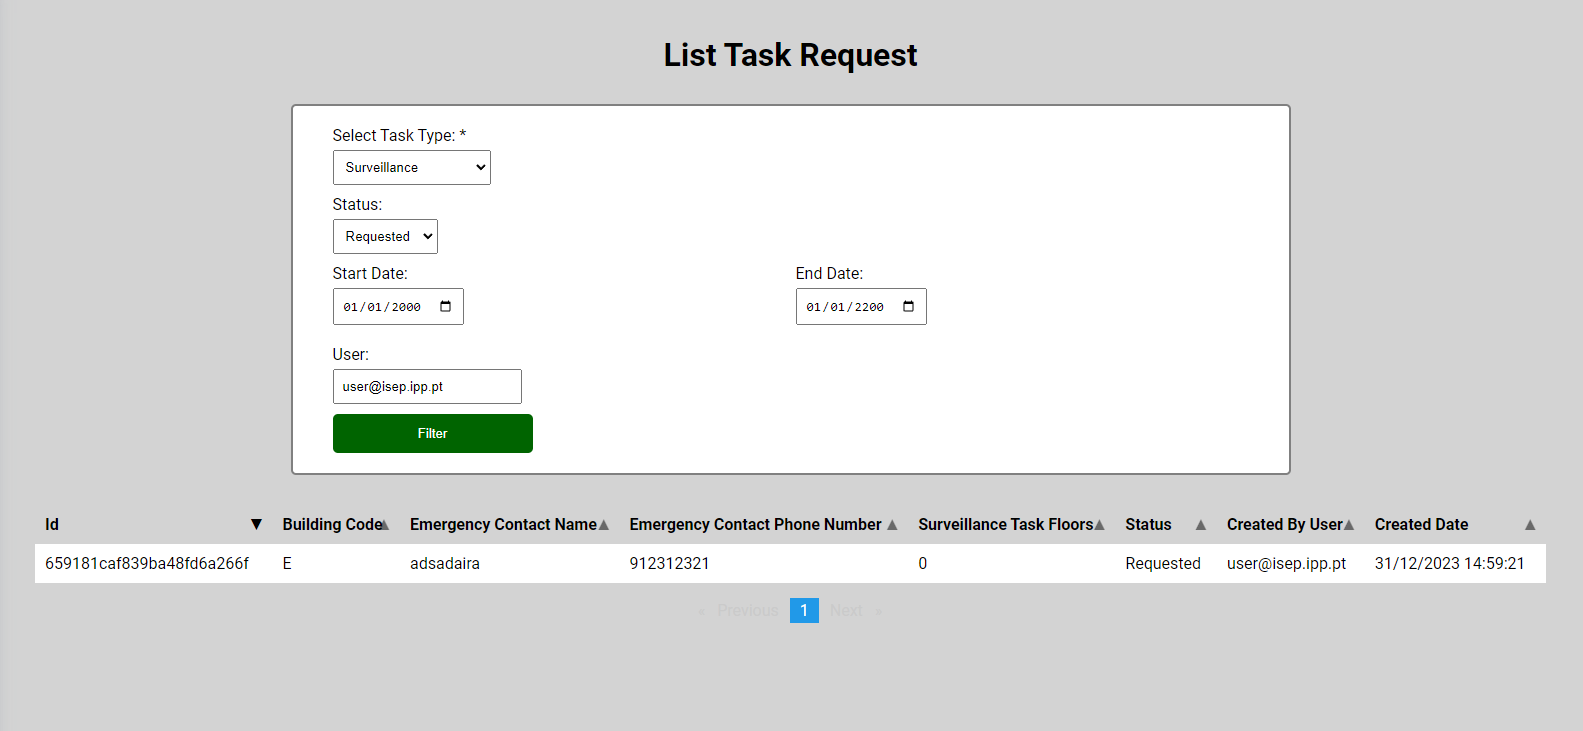 List Task Request
Select Task Type: *
Surveillance
Status:
Requested
Start Date: End Date:
01/01/2000 01/01/2200
User:
user@isep.ipp.pt
Filter
Id ▼ Building Code▲ Emergency Contact Name▲ Emergency Contact Phone Number ▲ Surveillance Task Floors▲ Status ▲ Created By User▲ Created Date ▲
659181caf839ba48fd6a266f E adsadaira 912312321 0 Requested user@isep.ipp.pt 31/12/2023 14:59:21
« Previous 1 Next »